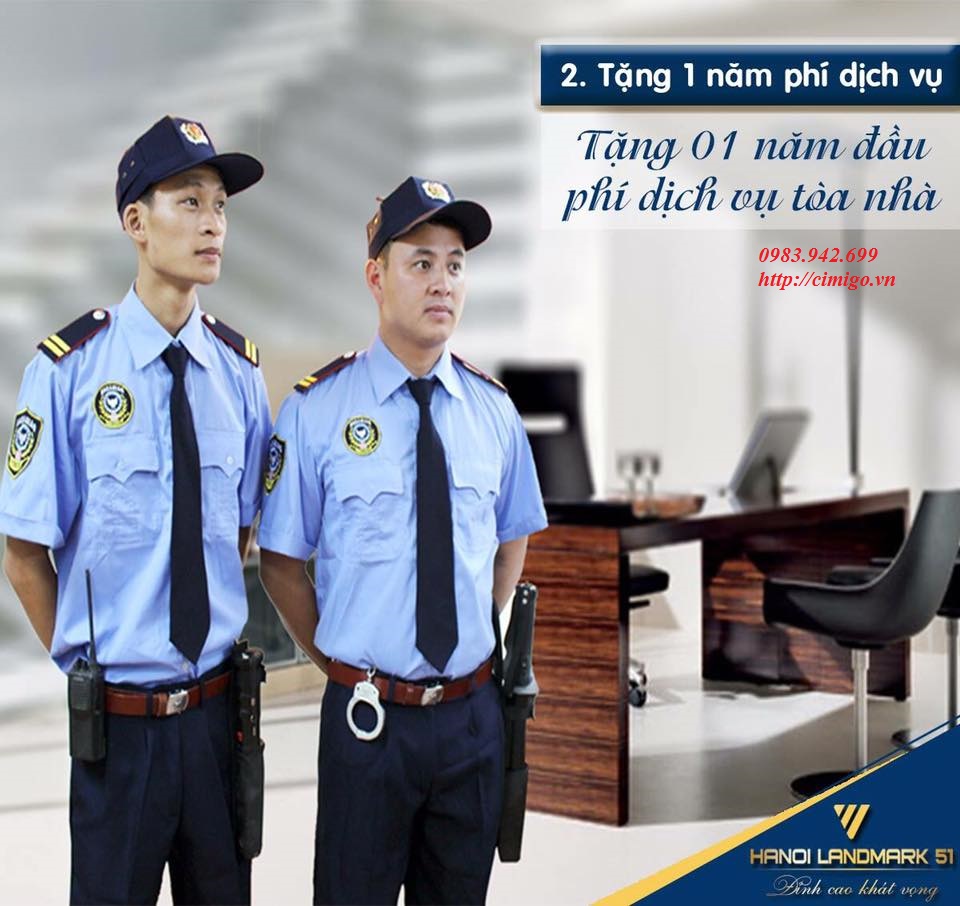 2. Tặng 1 năm phí dịch vụ
Tặng 01 năm đầu
phí dịch vụ tòa nhà
0983.942.699
http://cimigo.vn
HANOI LANDMARK 51
Đỉnh cao khát vọng